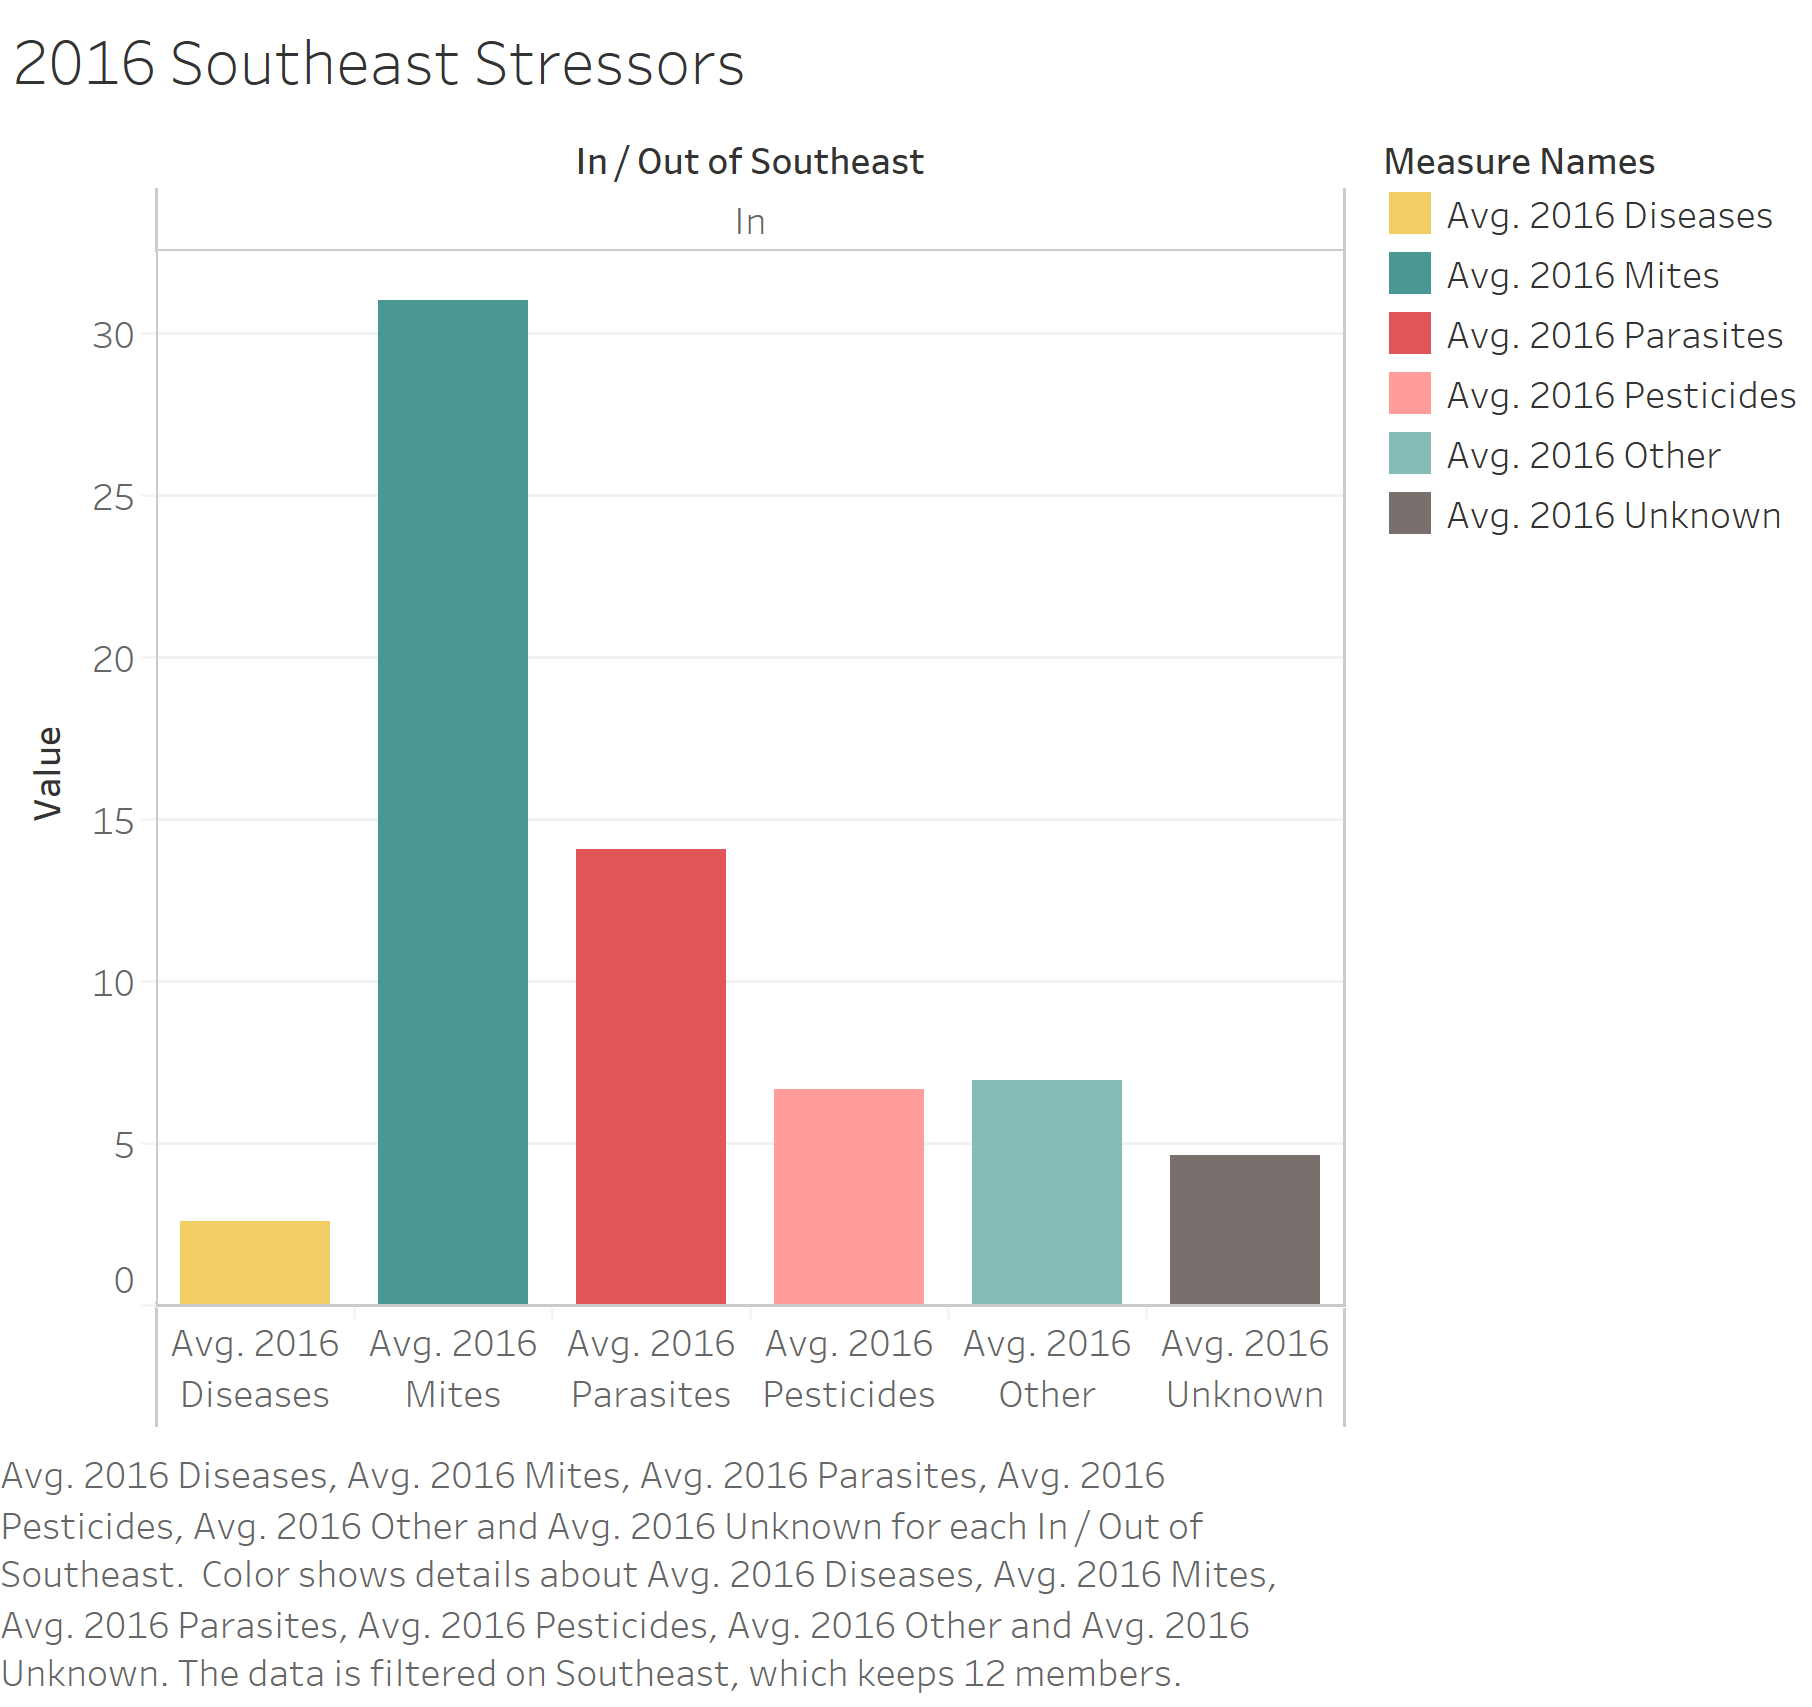 2016 Southeast Stressors
In / Out of Southeast
In
Measure Names
Avg. 2016 Diseases
Avg. 2016 Mites
Avg. 2016 Parasites
Avg. 2016 Pesticides
Avg. 2016 Other
Avg. 2016 Unknown
Value
30
25
20
15
10
5
0
Avg. 2016 Diseases
Avg. 2016 Mites
Avg. 2016 Parasites
Avg. 2016 Pesticides
Avg. 2016 Other
Avg. 2016 Unknown
Avg. 2016 Diseases, Avg. 2016 Mites, Avg. 2016 Parasites, Avg. 2016
Pesticides, Avg. 2016 Other and Avg. 2016 Unknown for each In / Out of
Southeast.  Color shows details about Avg. 2016 Diseases, Avg. 2016 Mites,
Avg. 2016 Parasites, Avg. 2016 Pesticides, Avg. 2016 Other and Avg. 2016
Unknown. The data is filtered on Southeast, which keeps 12 members.